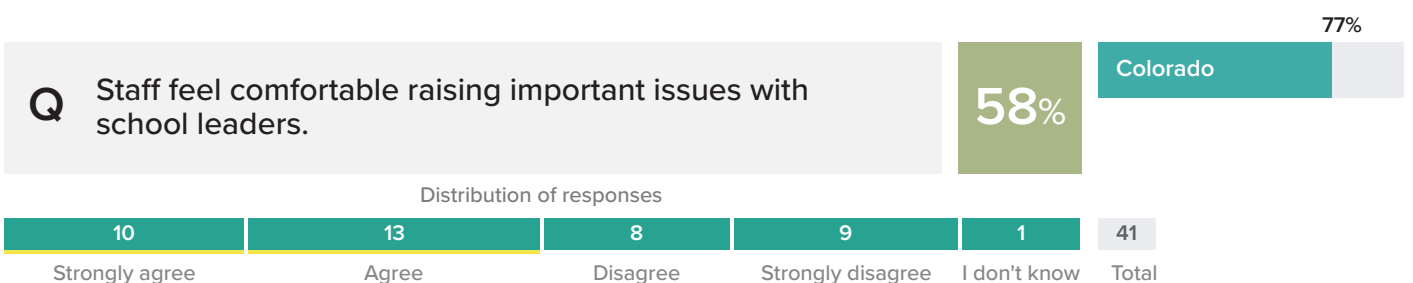 77%
Q
Staff feel comfortable raising important issues with
school leaders.
58%
Colorado
Distribution of responses
10 13 8 9 1 41
Strongly agree Agree Disagree Strongly disagree I don't know Total